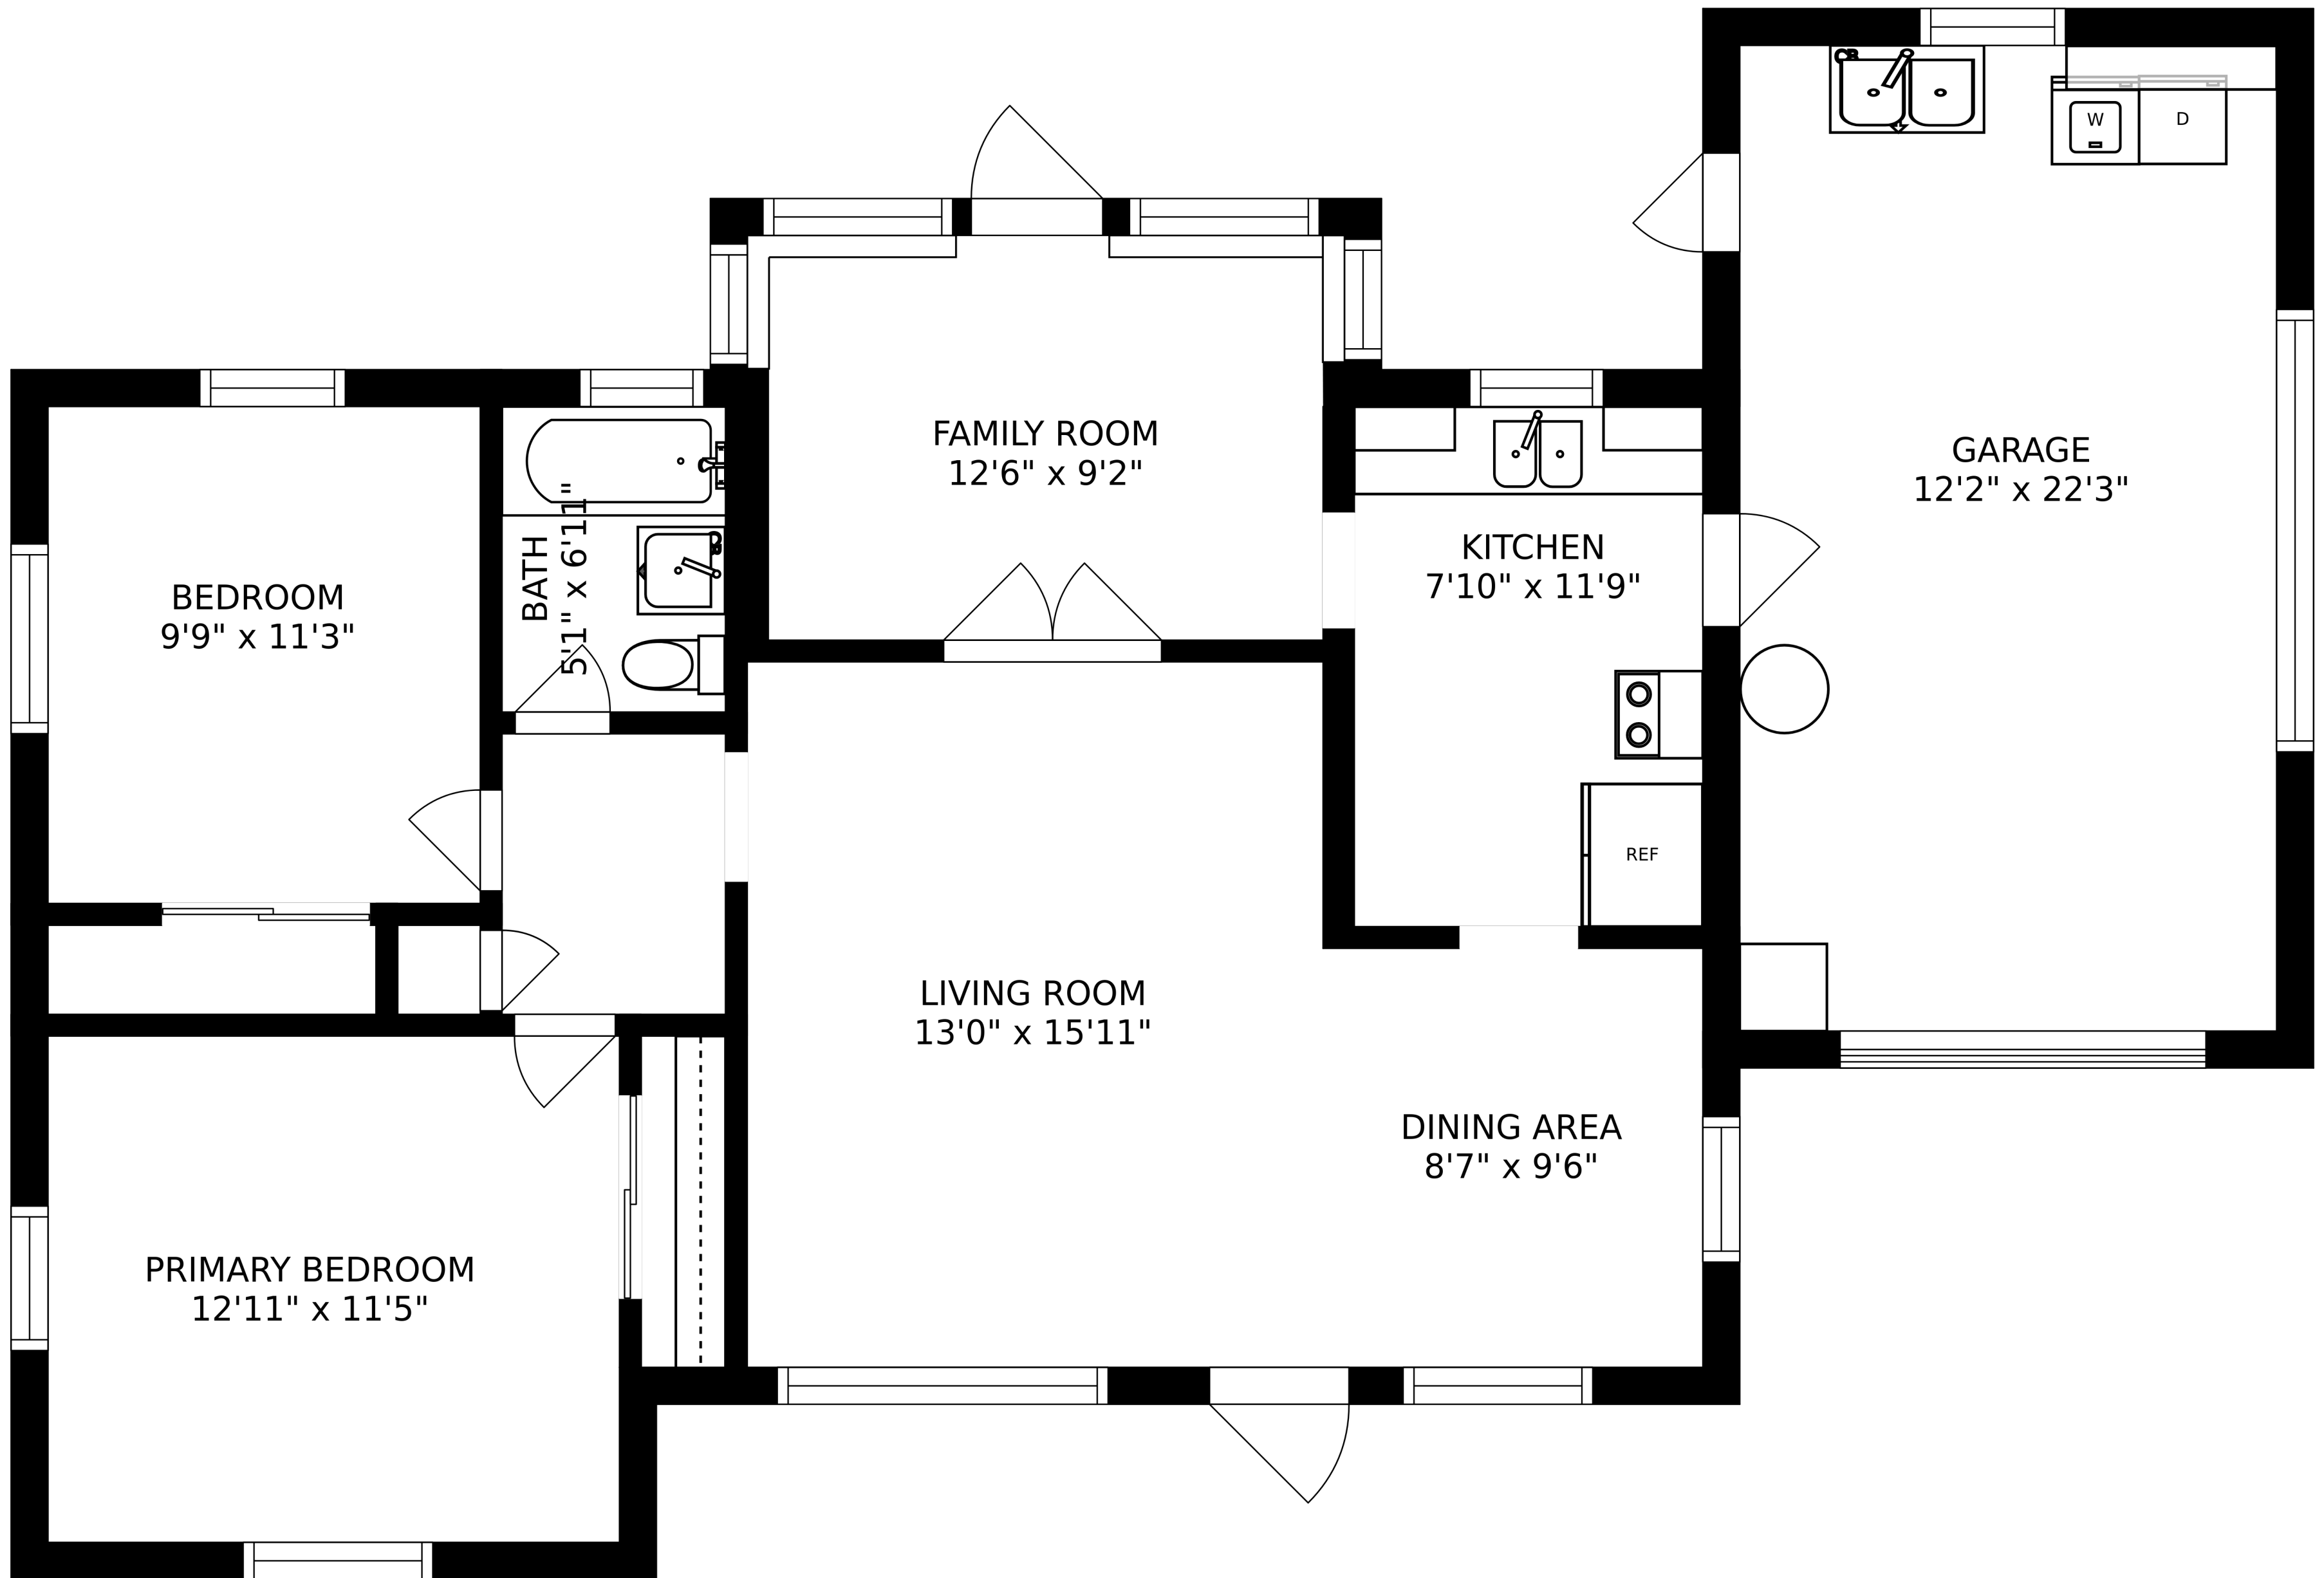 W
D
FAMILY ROOM
12'6" x 9'2"
GARAGE
12'2" x 22'3"
KITCHEN
7'10" x 11'9"
BEDROOM
9'9" x 11'3"
BATH
5'1" x 6'11"
REF
LIVING ROOM
13'0" x 15'11"
DINING AREA
8'7" x 9'6"
PRIMARY BEDROOM
12'11" x 11'5"